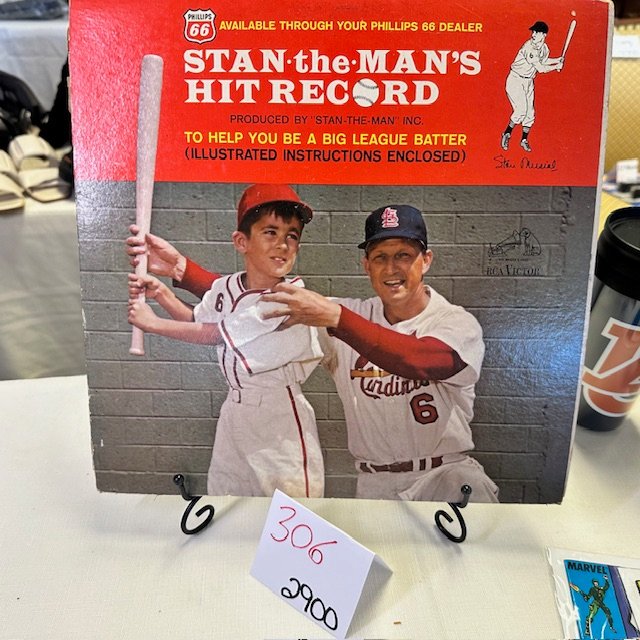 PHILLIPS
66
AVAILABLE THROUGH YOUR PHILLIPS 66 DEALER
STAN·the·MAN'S
HIT RECORD
PRODUCED BY "STAN-THE-MAN" INC.
TO HELP YOU BE A BIG LEAGUE BATTER
(ILLUSTRATED INSTRUCTIONS ENCLOSED)
Stan Musial
RCA VICTOR
6
Cardinals
6
306
2900
MARVEL